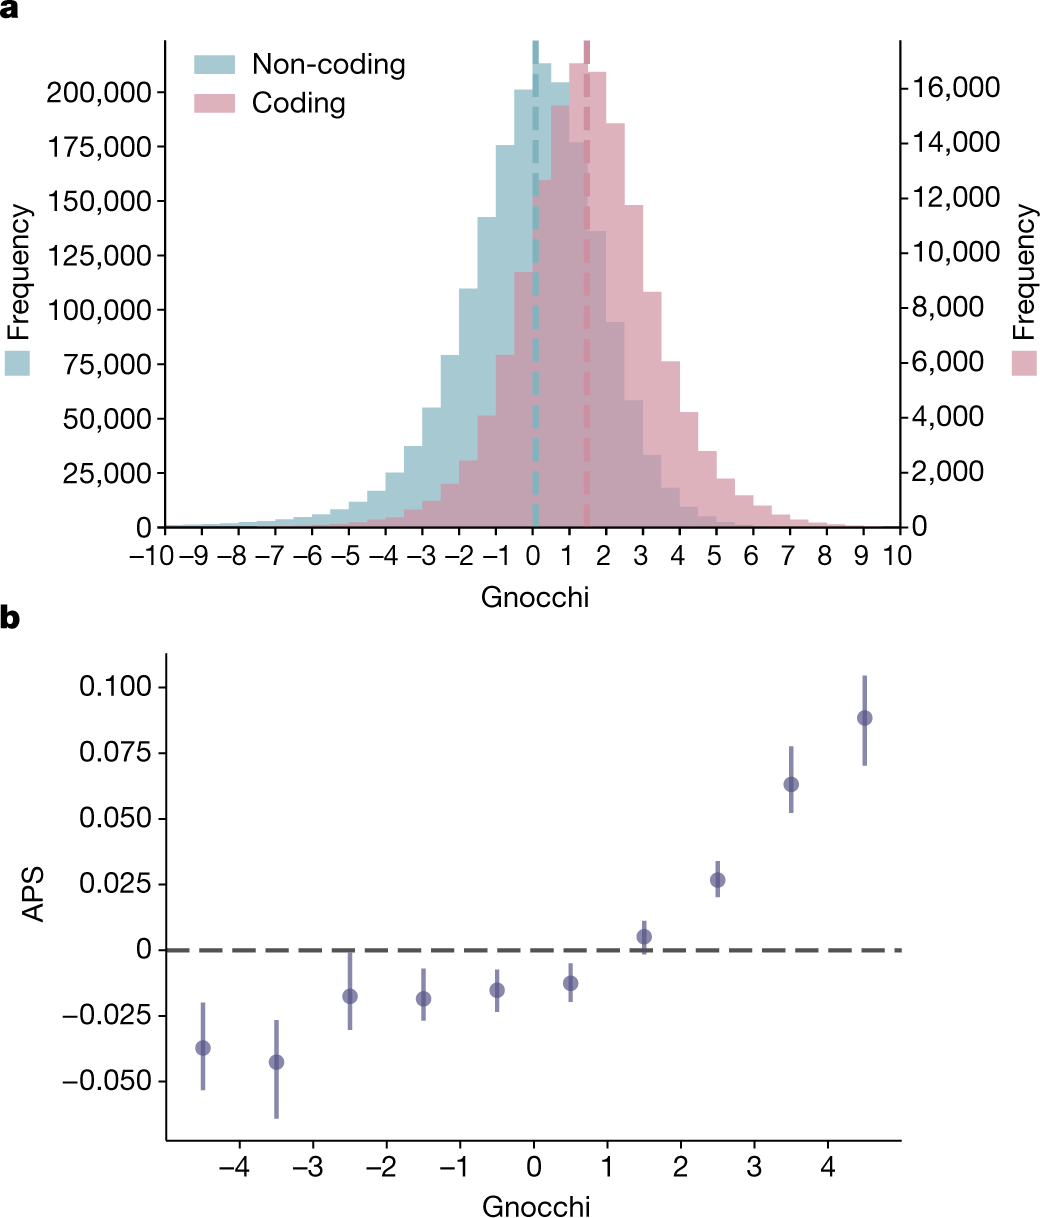 a
Non-coding
Coding
200,000
175,000
150,000
125,000
100,000
75,000
50,000
25,000
0
Frequency
16,000
14,000
12,000
10,000
8,000
6,000
4,000
2,000
0
Frequency
−10 −9 −8 −7 −6 −5 −4 −3 −2 −1 0 1 2 3 4 5 6 7 8 9 10
Gnocchi
b
0.100
0.075
0.050
0.025
0
−0.025
−0.050
APS
−4 −3 −2 −1 0 1 2 3 4
Gnocchi